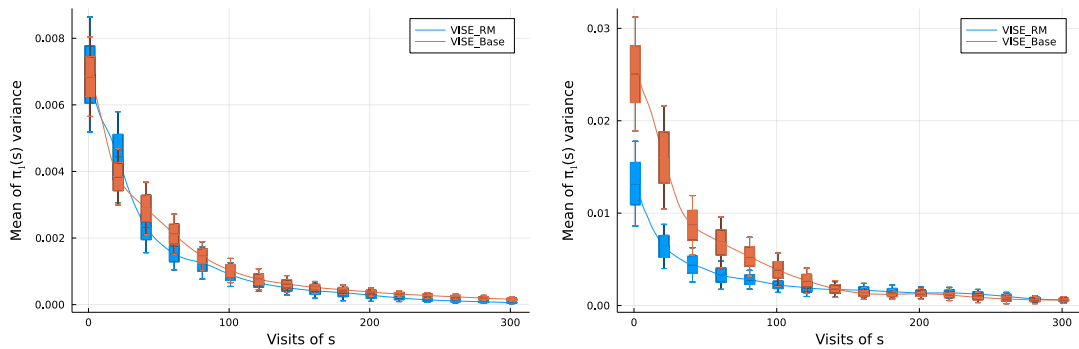 VISE_RM
VISE_Base
0.008
0.006
0.004
0.002
0.000
Mean of π₁(s) variance
0
100
200
300
Visits of s
VISE_RM
VISE_Base
0.03
0.02
0.01
0.00
Mean of π₁(s) variance
0
100
200
300
Visits of s